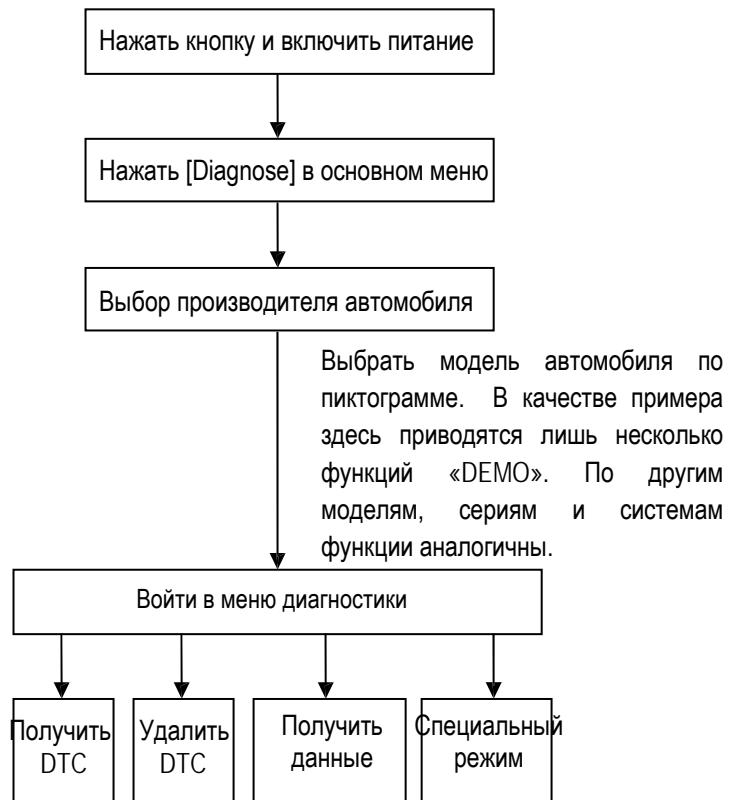 Нажать кнопку и включить питание
Нажать [Diagnose] в основном меню
Выбор производителя автомобиля
Выбрать модель автомобиля по
пиктограмме. В качестве примера
здесь приводятся лишь несколько
функций «DEMO». По другим
моделям, сериям и системам
функции аналогичны.
Войти в меню диагностики
Получить
DTC
Удалить
DTC
Получить
данные
Специальный
режим